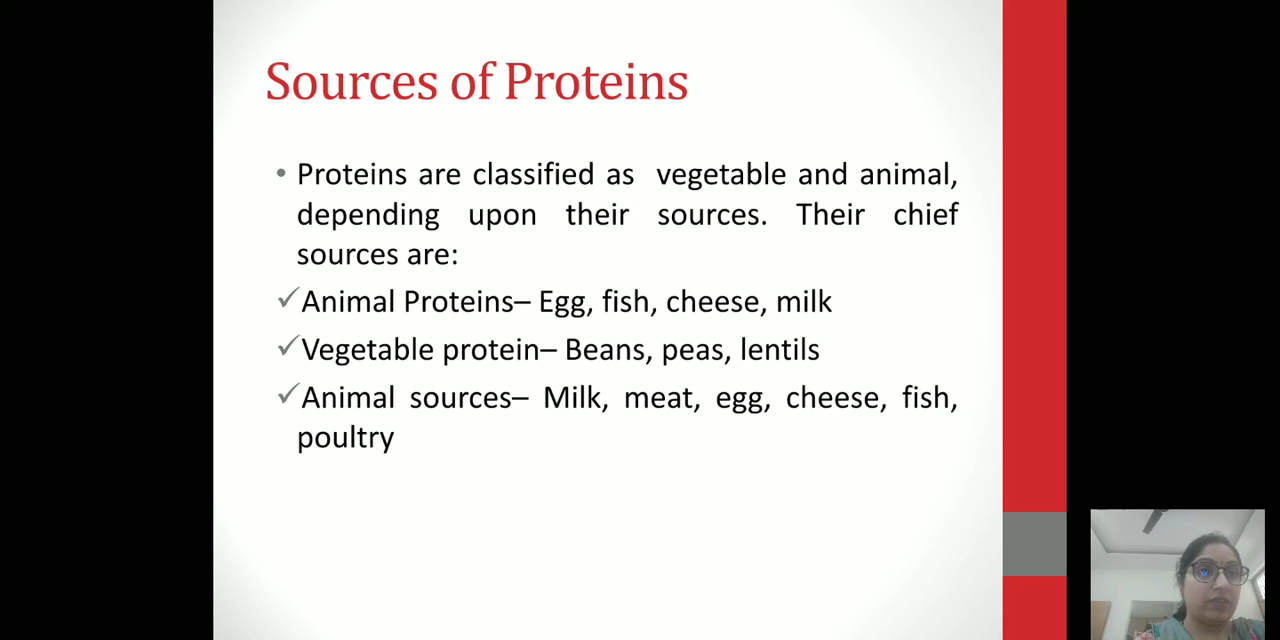 Sources of Proteins
• Proteins are classified as vegetable and animal,
depending upon their sources. Their chief
sources are:
✓Animal Proteins– Egg, fish, cheese, milk
✓Vegetable protein– Beans, peas, lentils
✓Animal sources– Milk, meat, egg, cheese, fish,
poultry